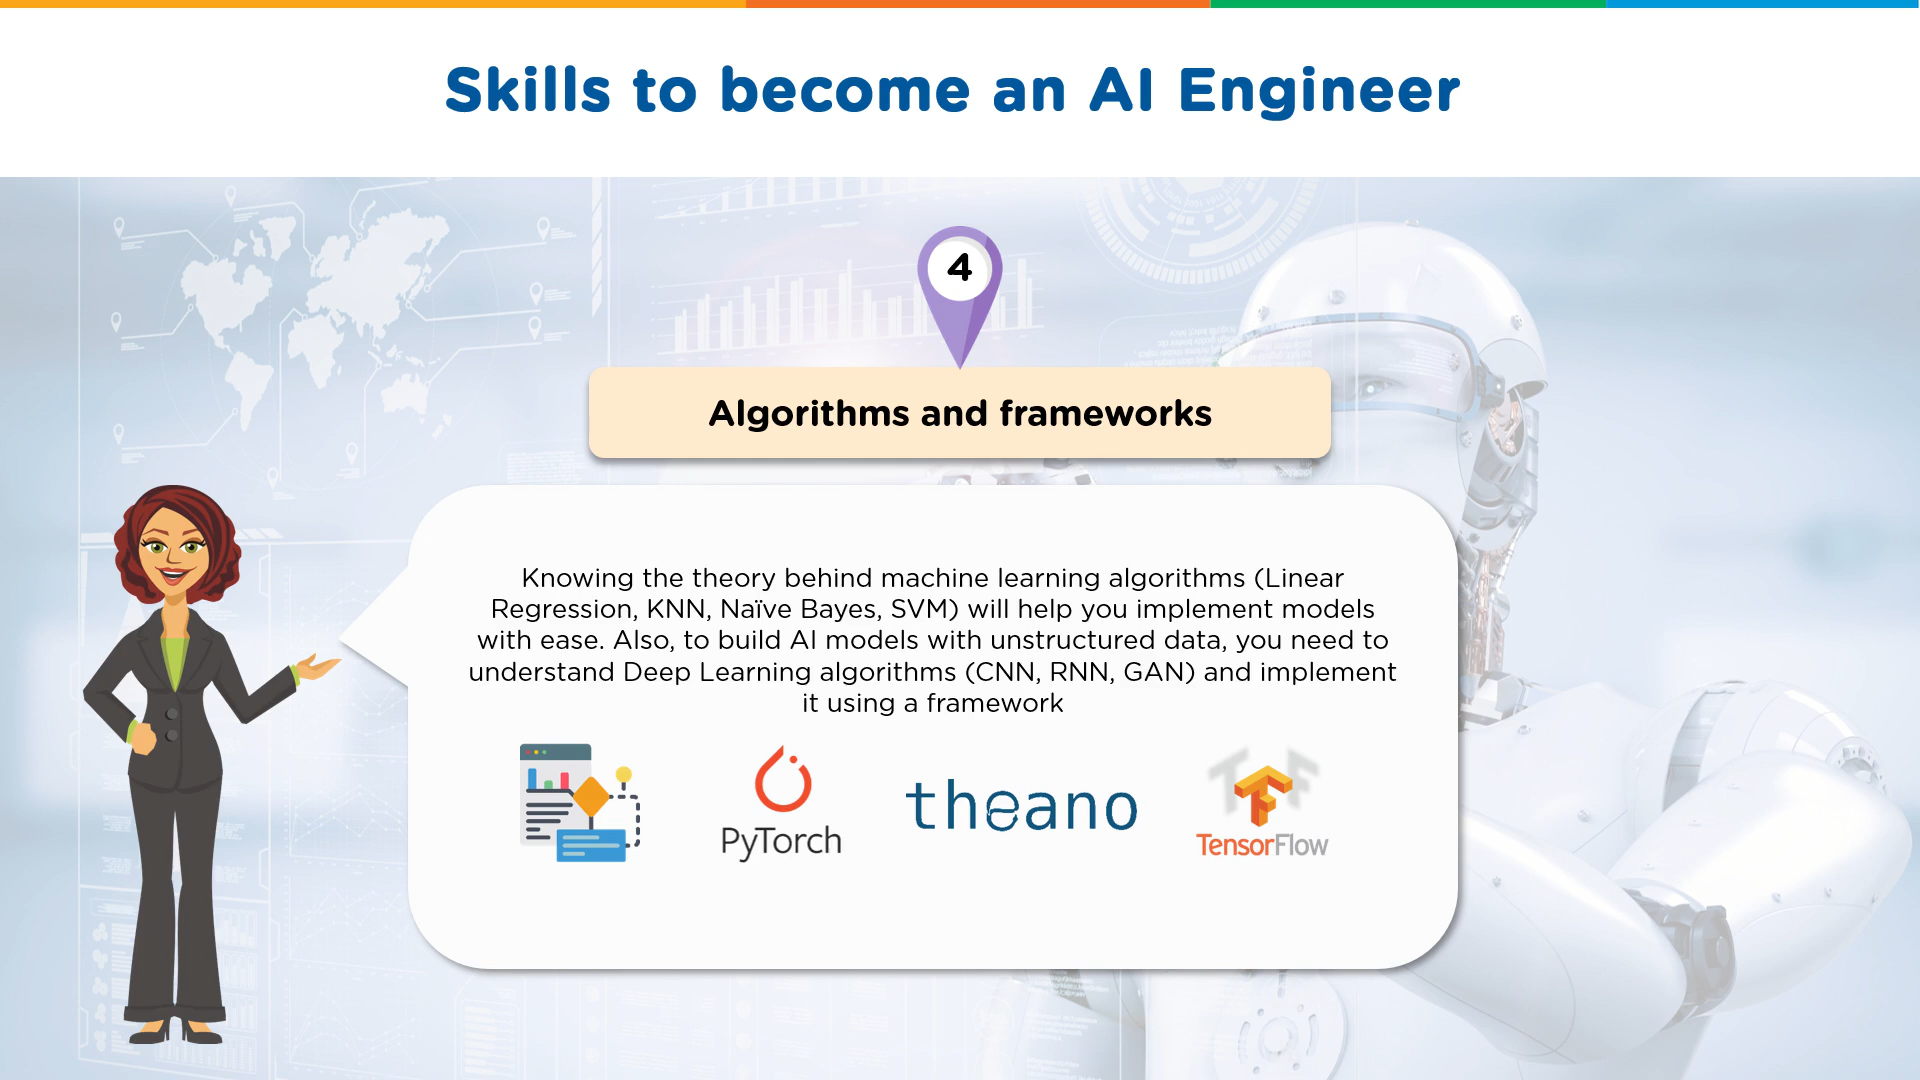 Skills to become an AI Engineer
4
Algorithms and frameworks
Knowing the theory behind machine learning algorithms (Linear
Regression, KNN, Naïve Bayes, SVM) will help you implement models
with ease. Also, to build AI models with unstructured data, you need to
understand Deep Learning algorithms (CNN, RNN, GAN) and implement
it using a framework
PyTorch
theano
TensorFlow